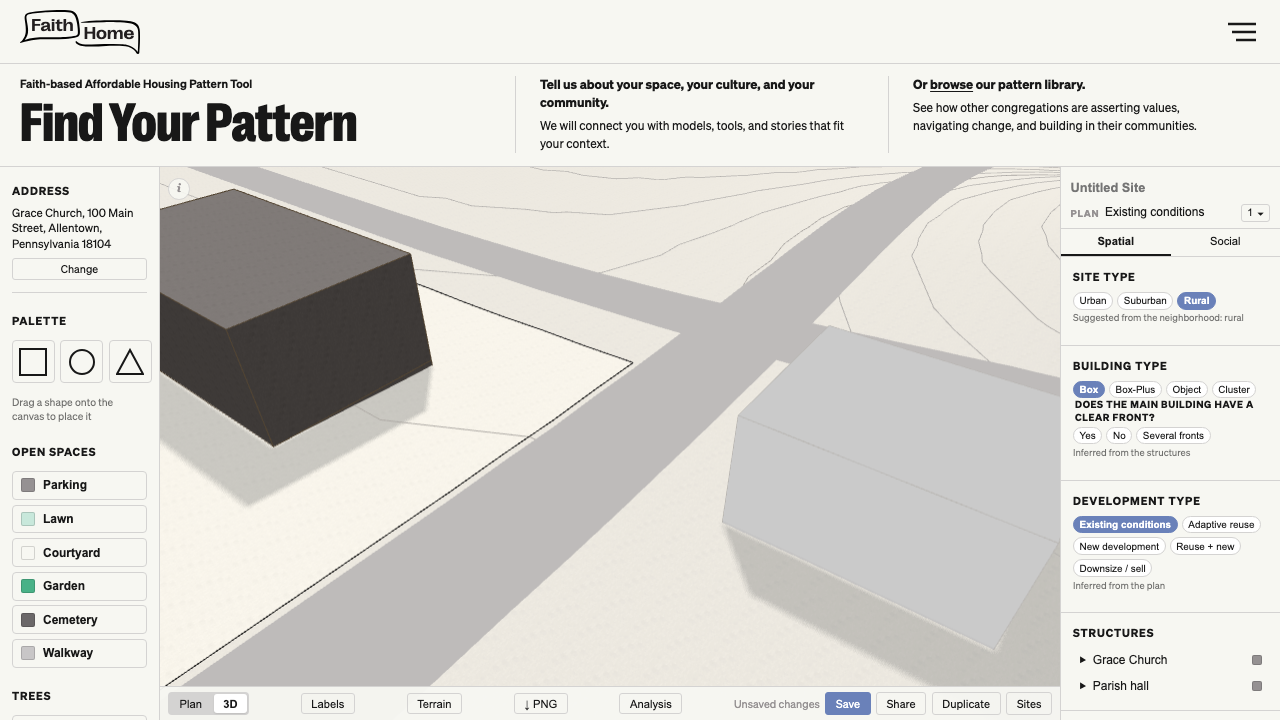 Faith
Home
Faith-based Affordable Housing Pattern Tool
Find Your Pattern
Tell us about your space, your culture, and your
community.
We will connect you with models, tools, and stories that fit
your context.
Or browse our pattern library.
See how other congregations are asserting values,
navigating change, and building in their communities.
ADDRESS
Grace Church, 100 Main
Street, Allentown,
Pennsylvania 18104
Change
PALETTE
Drag a shape onto the
canvas to place it
OPEN SPACES
Parking
Lawn
Courtyard
Garden
Cemetery
Walkway
TREES
i
Plan 3D Labels Terrain ↓ PNG Analysis Unsaved changes Save Share Duplicate Sites
Untitled Site
PLAN Existing conditions 1
Spatial Social
SITE TYPE
Urban Suburban Rural
Suggested from the neighborhood: rural
BUILDING TYPE
Box Box-Plus Object Cluster
DOES THE MAIN BUILDING HAVE A
CLEAR FRONT?
Yes No Several fronts
Inferred from the structures
DEVELOPMENT TYPE
Existing conditions Adaptive reuse
New development Reuse + new
Downsize / sell
Inferred from the plan
STRUCTURES
Grace Church
Parish hall